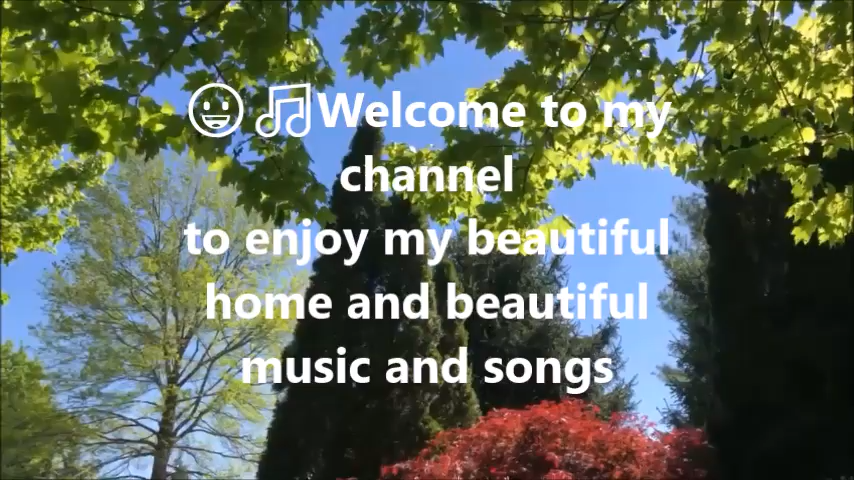 😃🎵Welcome to my
channel
to enjoy my beautiful
home and beautiful
music and songs